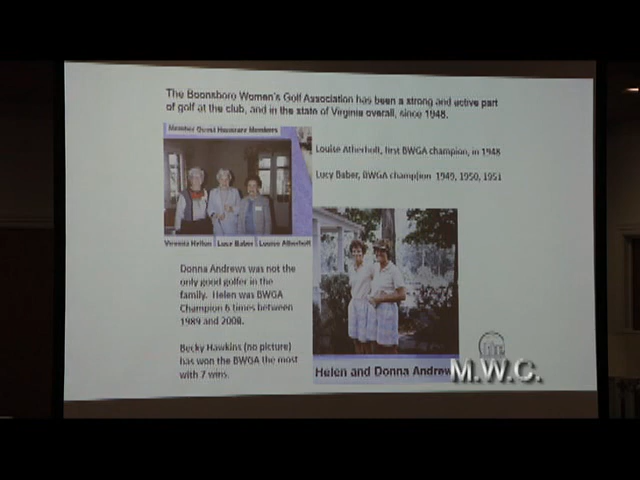 The Boonsboro Women's Golf Association has been a strong and active part
of golf at the club, and in the state of Virginia overall, since 1948.
Member Guest Honorary Members
Louise Atherholt, first BWGA champion, in 1948
Lucy Baber, BWGA chamption 1949, 1950, 1951
Lucy Baber Louise Atherholt
Donna Andrews was not the
only good golfer in the
family. Helen was BWGA
Champion 6 times between
1989 and 2008.
Becky Hawkins (no picture)
has won the BWGA the most
with 7 wins.
Helen and Donna Andrew
M.W.C.